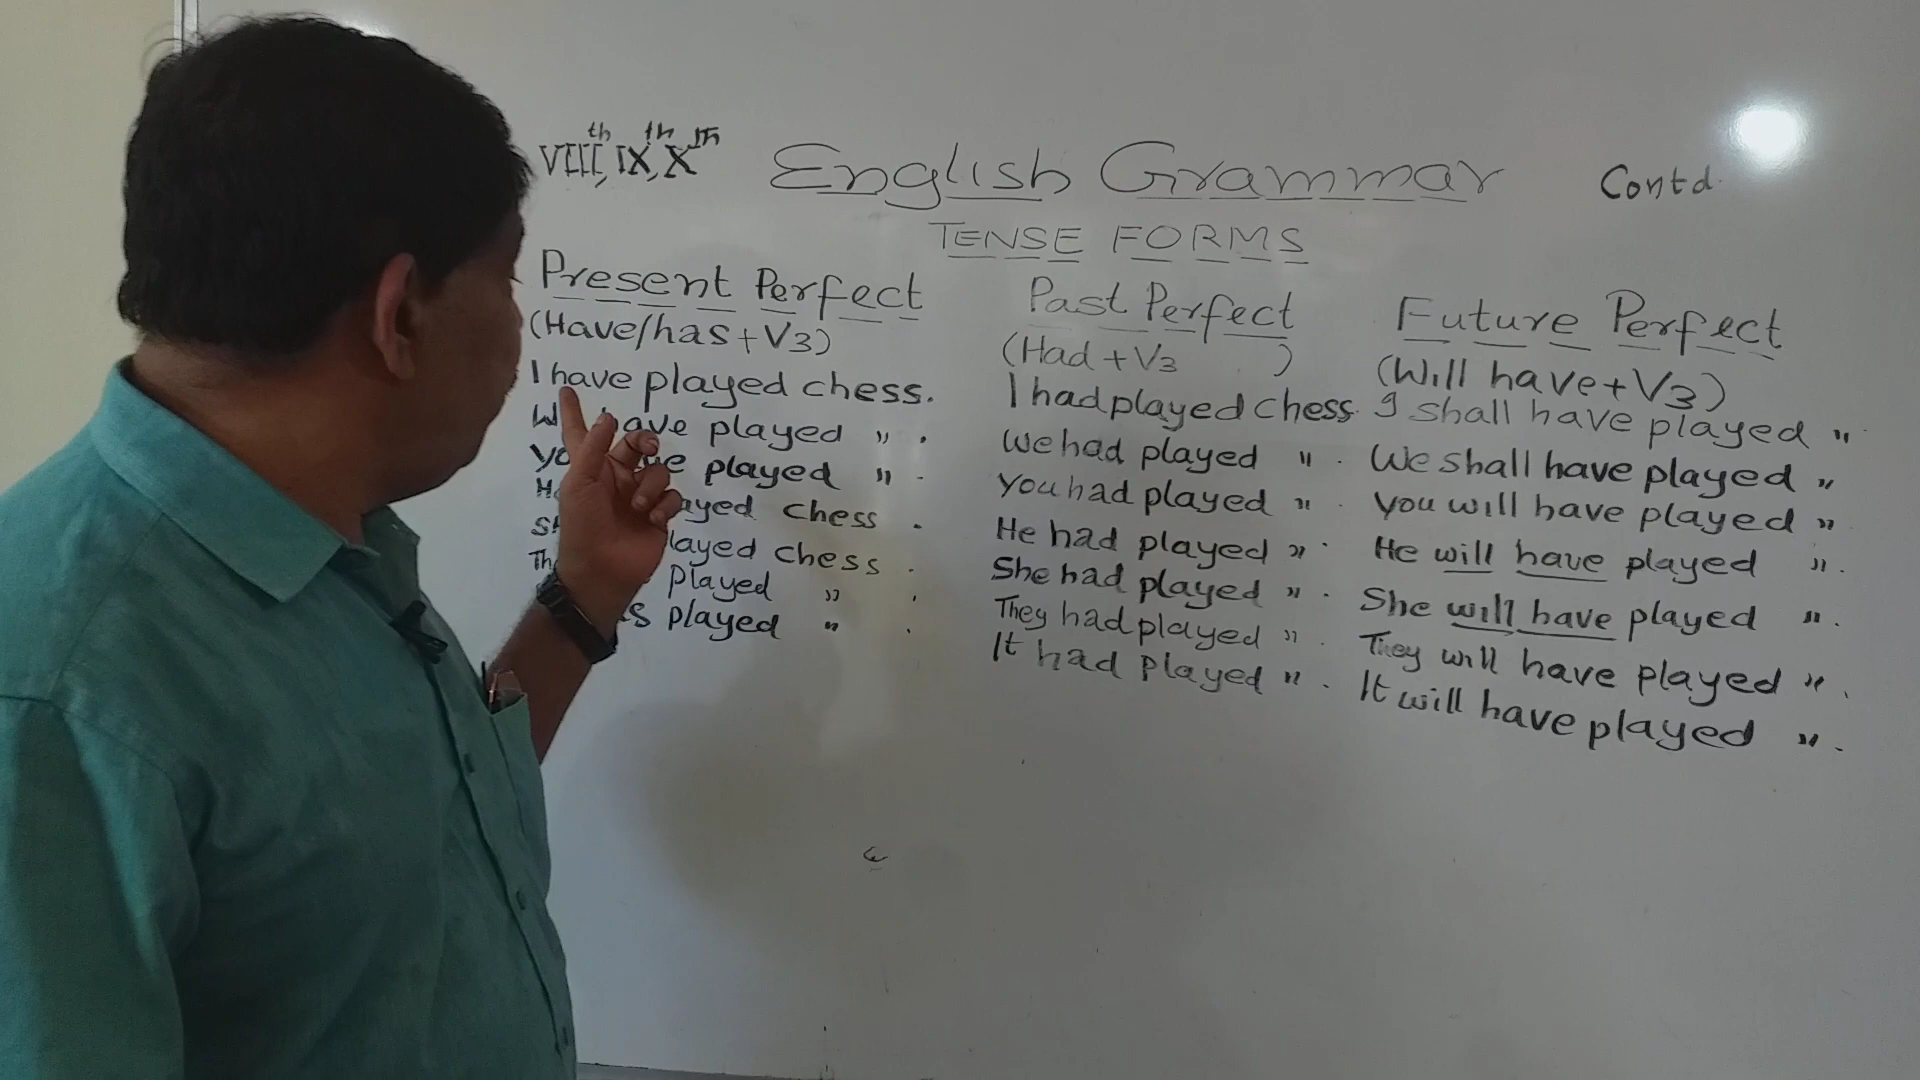 VIIIth, IXth, Xth English Grammar Contd.
TENSE FORMS
Present Perfect
(Have/has+V3)
I have played chess.
have played " .
played " .
played chess .
played chess .
Played " .
played " .
Past Perfect
(Had + V3 )
I had played chess
We had played " .
You had played " .
He had played " .
She had played " .
They had played " .
It had played " .
Future Perfect
(Will have+V3)
I shall have played " .
We shall have played "
You will have played " .
He will have played " .
She will have played " .
They will have played " .
It will have played " .